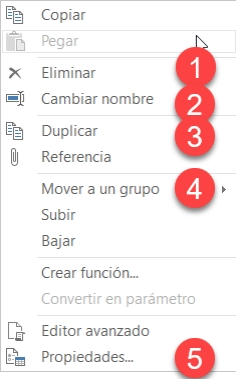 Copiar
Pegar
Eliminar 1
Cambiar nombre 2
Duplicar 3
Referencia
Mover a un grupo 4
Subir
Bajar
Crear función...
Convertir en parámetro
Editor avanzado
Propiedades... 5